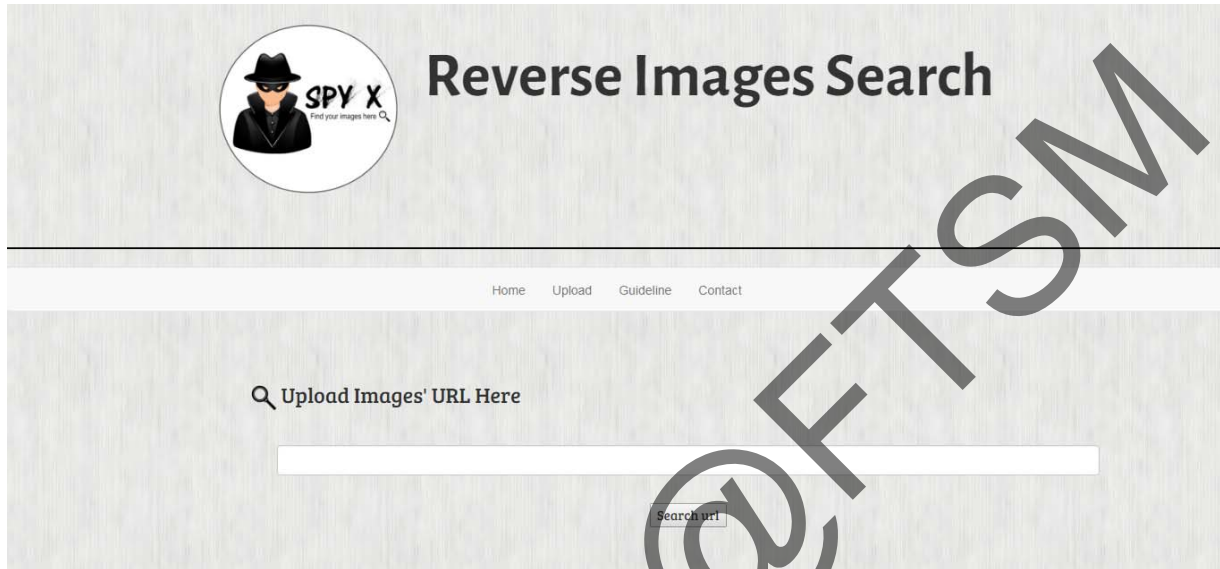 SPY X
Find your images here
Reverse Images Search
Home Upload Guideline Contact
Upload Images' URL Here
Search url
@FTSM